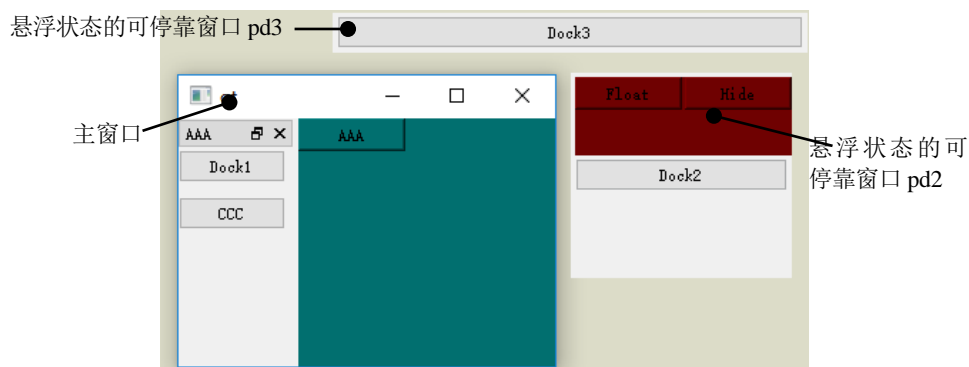 悬浮状态的可停靠窗口 pd3
Dock3
主窗口
AAA
AAA
Dock1
CCC
Float
Hide
Dock2
悬浮状态的可
停靠窗口 pd2